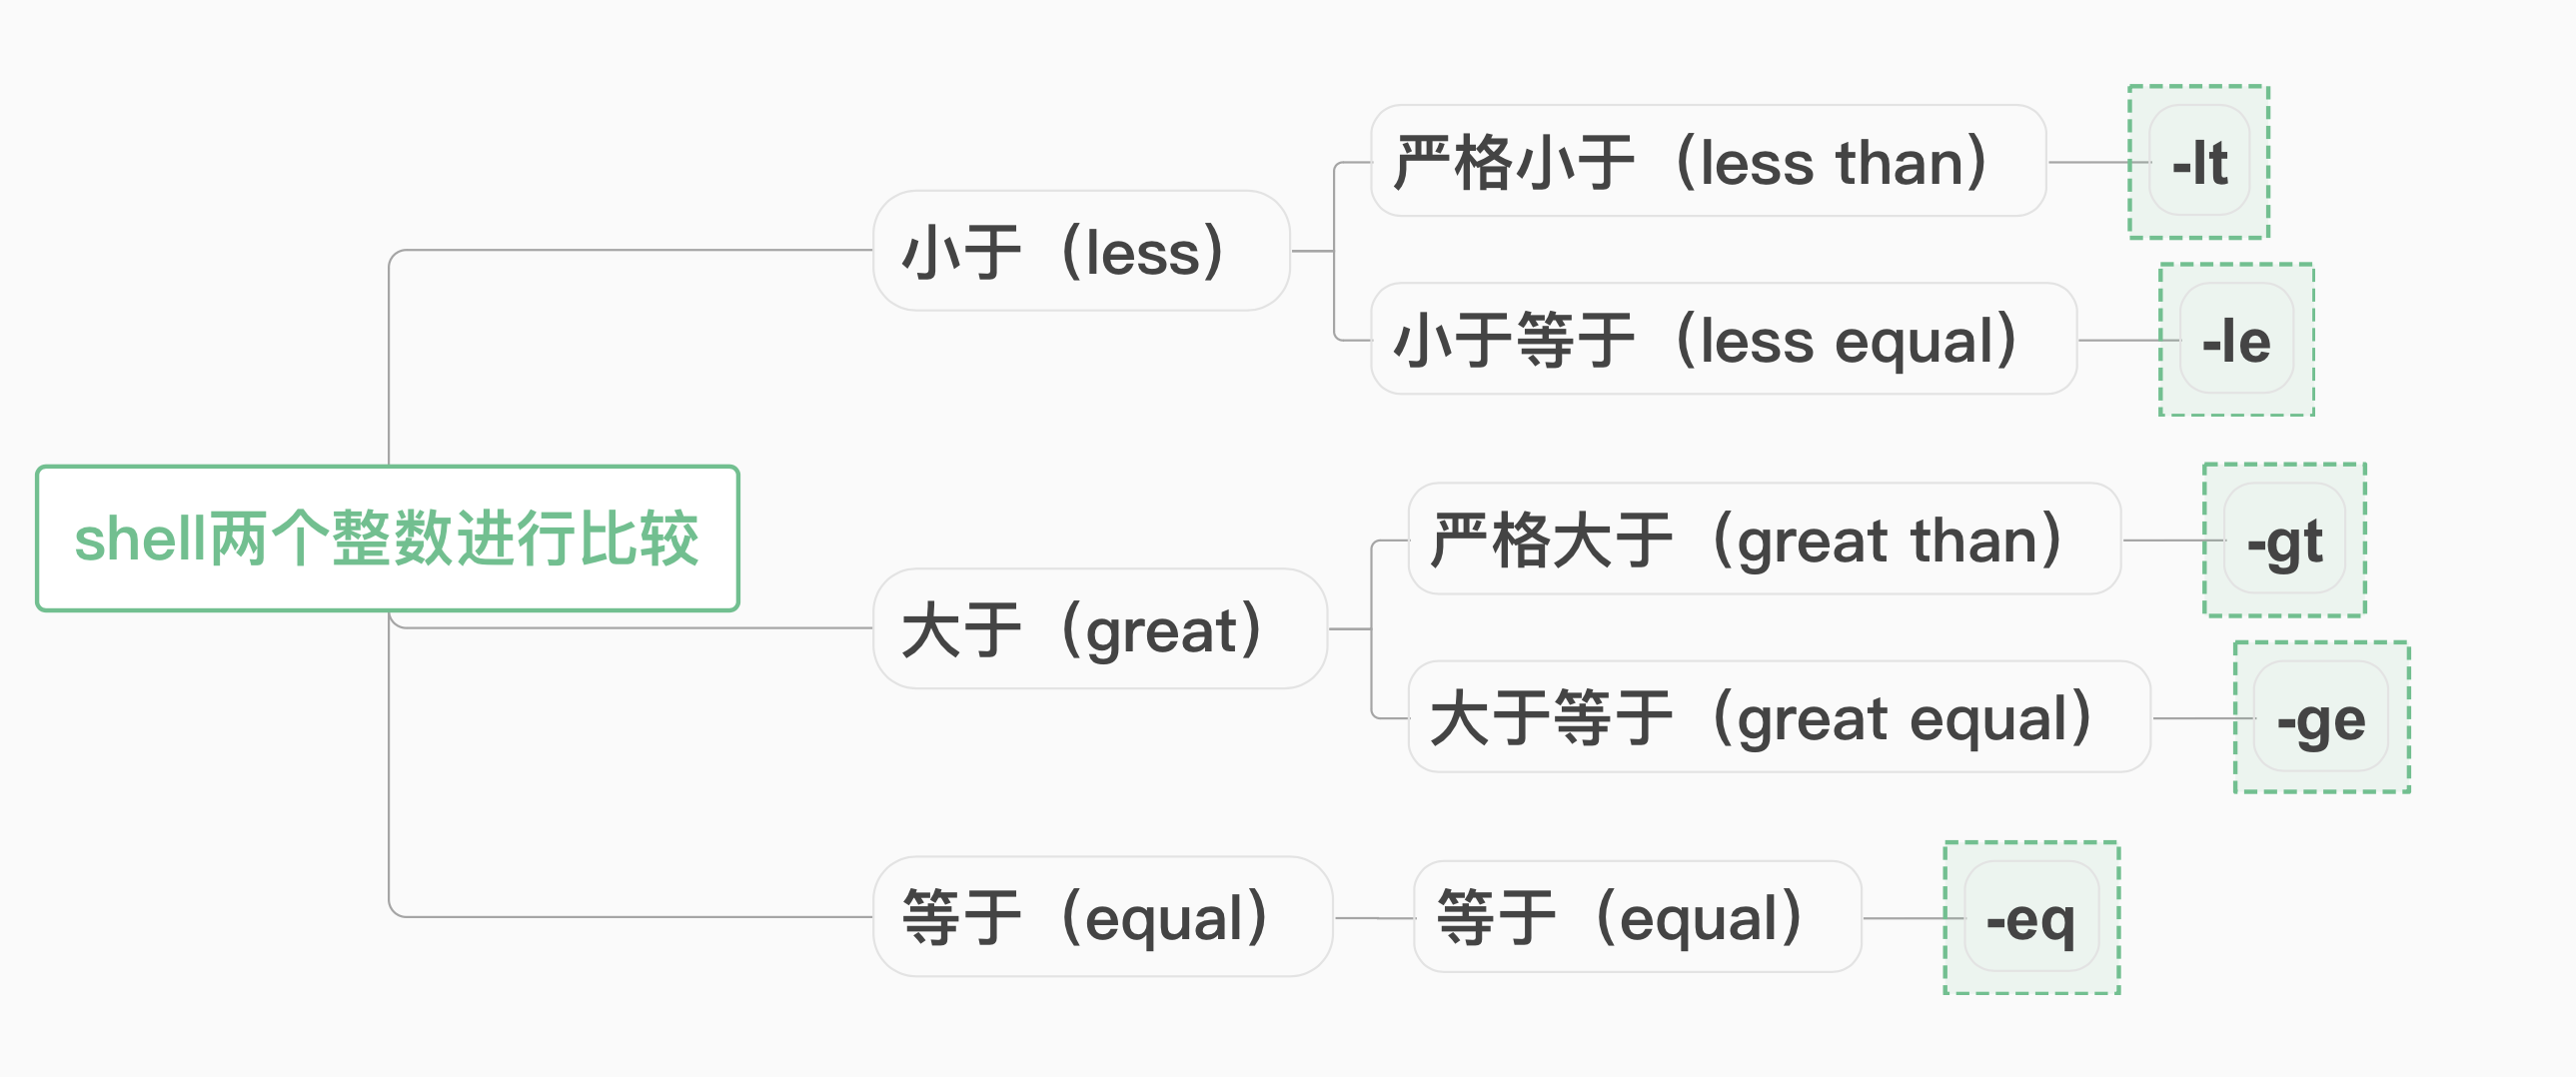 shell两个整数进行比较
小于（less）
严格小于（less than）
-lt
小于等于（less equal）
-le
大于（great）
严格大于（great than）
-gt
大于等于（great equal）
-ge
等于（equal）
等于（equal）
-eq